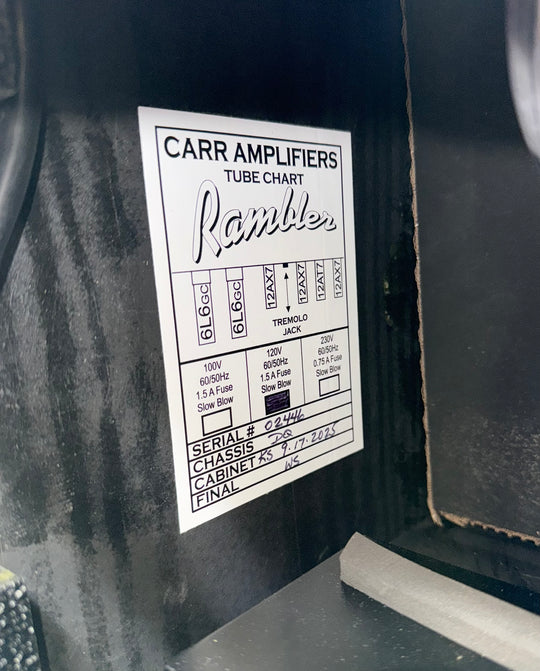 CARR AMPLIFIERS
TUBE CHART
Rambler
6L6GC 6L6GC 12AX7 12AX7 12AT7 12AX7
TREMOLO
JACK
100V
60/50Hz
1.5 A Fuse
Slow Blow
120V
60/50Hz
1.5 A Fuse
Slow Blow
230V
60/50Hz
0.75 A Fuse
Slow Blow
SERIAL # 02446
CHASSIS DQ
CABINET KS 9.17.2025
FINAL WS